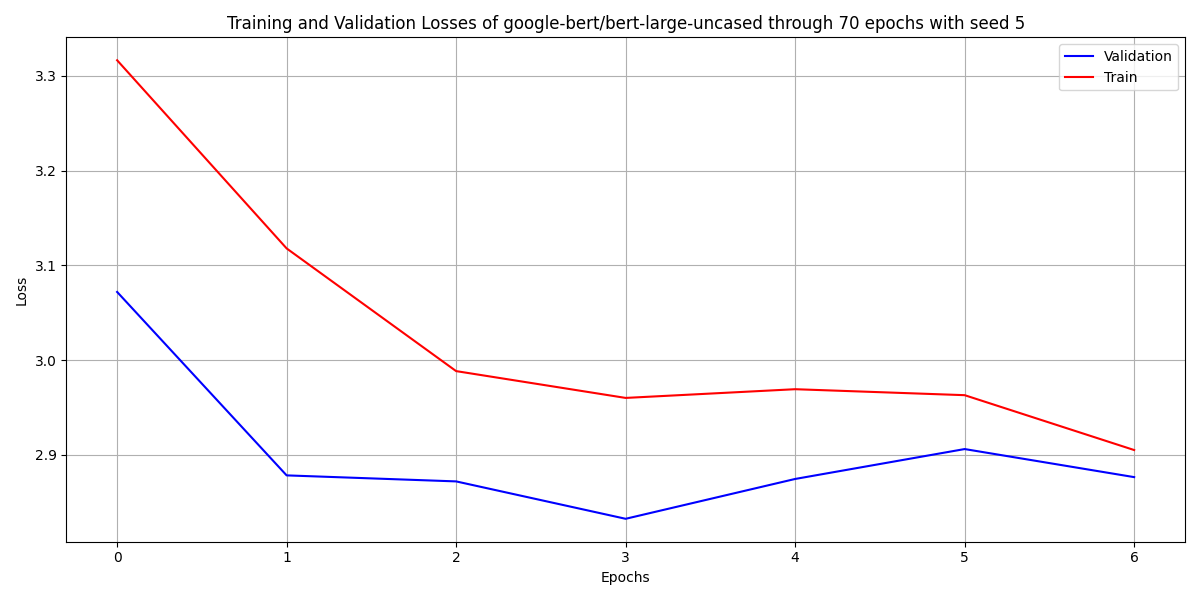 Training and Validation Losses of google-bert/bert-large-uncased through 70 epochs with seed 5
Validation
Train
3.3
3.2
3.1
3.0
2.9
Loss
0 1 2 3 4 5 6
Epochs